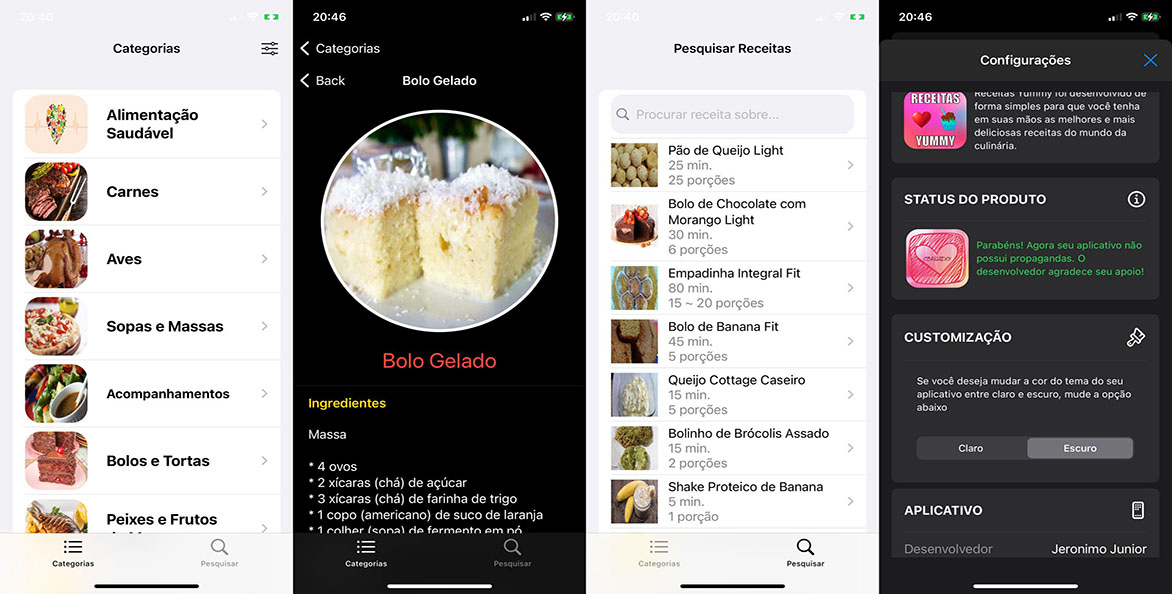 20:40
Categorias
Alimentação
Saudável
Carnes
Aves
Sopas e Massas
Acompanhamentos
Bolos e Tortas
Peixes e Frutos
Categorias
Pesquisar
20:46
Categorias
Back
Bolo Gelado
Bolo Gelado
Ingredientes
Massa
* 4 ovos
* 2 xícaras (chá) de açúcar
* 3 xícaras (chá) de farinha de trigo
* 1 copo (americano) de suco de laranja
* 1 colher (sopa) de fermento em pó
Categorias
Pesquisar
20:40
Pesquisar Receitas
Procurar receita sobre...
Pão de Queijo Light
25 min.
25 porções
Bolo de Chocolate com
Morango Light
30 min.
6 porções
Empadinha Integral Fit
80 min.
15 ~ 20 porções
Bolo de Banana Fit
45 min.
5 porções
Queijo Cottage Caseiro
15 min.
5 porções
Bolinho de Brócolis Assado
15 min.
2 porções
Shake Proteico de Banana
5 min.
1 porção
Categorias
Pesquisar
20:46
Configurações
RECEITAS
YUMMY
Receitas Yummy foi desenvolvido de
forma simples para que você tenha
em suas mãos as melhores e mais
deliciosas receitas do mundo da
culinária.
STATUS DO PRODUTO
OBRIGADO!
Parabéns! Agora seu aplicativo não
possui propagandas. O
desenvolvedor agradece seu apoio!
CUSTOMIZAÇÃO
Se você deseja mudar a cor do tema do seu
aplicativo entre claro e escuro, mude a opção
abaixo
Claro
Escuro
APLICATIVO
Desenvolvedor
Jeronimo Junior